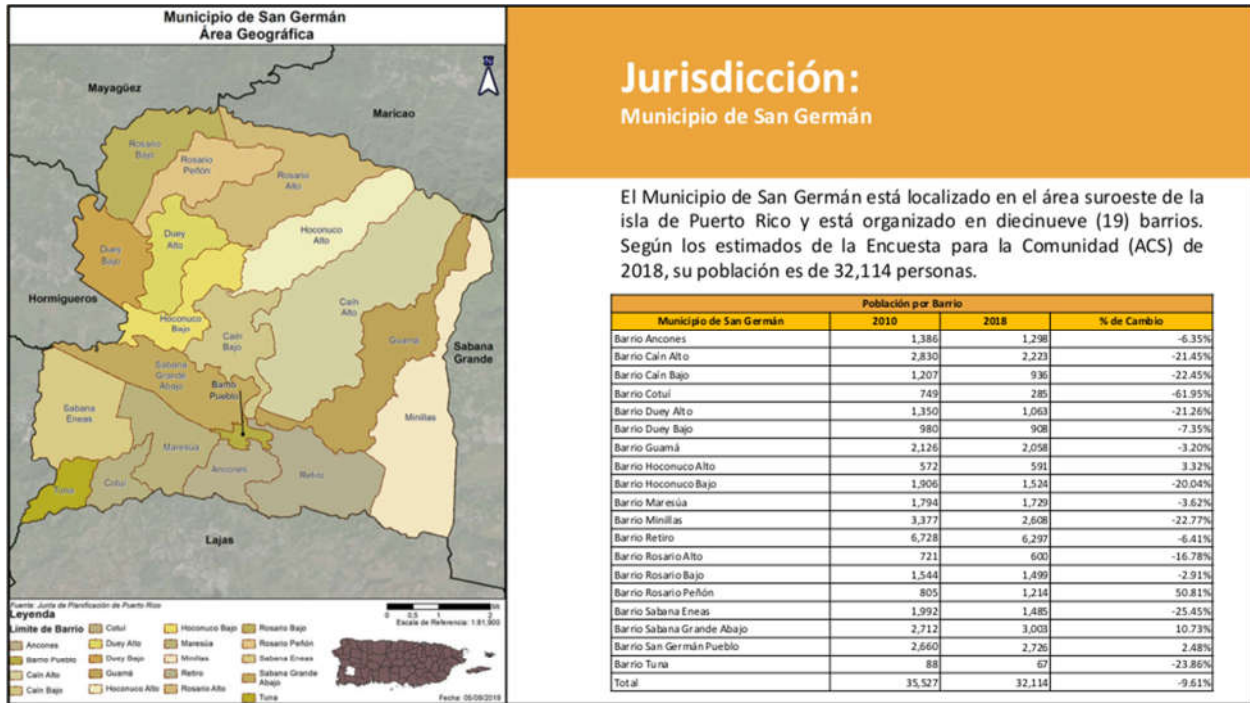 Municipio de San Germán
Área Geográfica
Mayagüez
Maricao
Rosario
Bajo
Rosario
Peñón
Rosario
Alto
Duey
Alto
Hoconuco
Alto
Duey
Bajo
Hormigueros
Caín
Alto
Hoconuco
Bajo
Caín
Bajo
Guamá
Sabana
Grande
Sabana
Grande
Abajo
Barrio
Pueblo
Sabana
Eneas
Minillas
Maresúa
Ancones
Retiro
Tuna
Cotuí
Lajas
Fuente: Junta de Planificación de Puerto Rico
Leyenda
Límite de Barrio
Ancones
Barrio Pueblo
Caín Alto
Caín Bajo
Cotuí
Duey Alto
Duey Bajo
Guamá
Hoconuco Alto
Hoconuco Bajo
Maresúa
Minillas
Retiro
Rosario Alto
Rosario Bajo
Rosario Peñón
Sabana Eneas
Sabana Grande
Abajo
Tuna
0 0.5 1 2
Escala de Referencia: 1:81,900
Jurisdicción:
Municipio de San Germán
El Municipio de San Germán está localizado en el área suroeste de la
isla de Puerto Rico y está organizado en diecinueve (19) barrios.
Según los estimados de la Encuesta para la Comunidad (ACS) de
2018, su población es de 32,114 personas.
Población por Barrio
Municipio de San Germán 2010 2018 % de Cambio
Barrio Ancones 1,386 1,298 -6.35%
Barrio Caín Alto 2,830 2,223 -21.45%
Barrio Caín Bajo 1,207 936 -22.45%
Barrio Cotuí 749 285 -61.95%
Barrio Duey Alto 1,350 1,063 -21.26%
Barrio Duey Bajo 980 908 -7.35%
Barrio Guamá 2,126 2,058 -3.20%
Barrio Hoconuco Alto 572 591 3.32%
Barrio Hoconuco Bajo 1,906 1,524 -20.04%
Barrio Maresúa 1,794 1,729 -3.62%
Barrio Minillas 3,377 2,608 -22.77%
Barrio Retiro 6,728 6,297 -6.41%
Barrio Rosario Alto 721 600 -16.78%
Barrio Rosario Bajo 1,544 1,499 -2.91%
Barrio Rosario Peñón 805 1,214 50.81%
Barrio Sabana Eneas 1,992 1,485 -25.45%
Barrio Sabana Grande Abajo 2,712 3,003 10.73%
Barrio San Germán Pueblo 2,660 2,726 2.48%
Barrio Tuna 88 67 -23.86%
Total 35,527 32,114 -9.61%